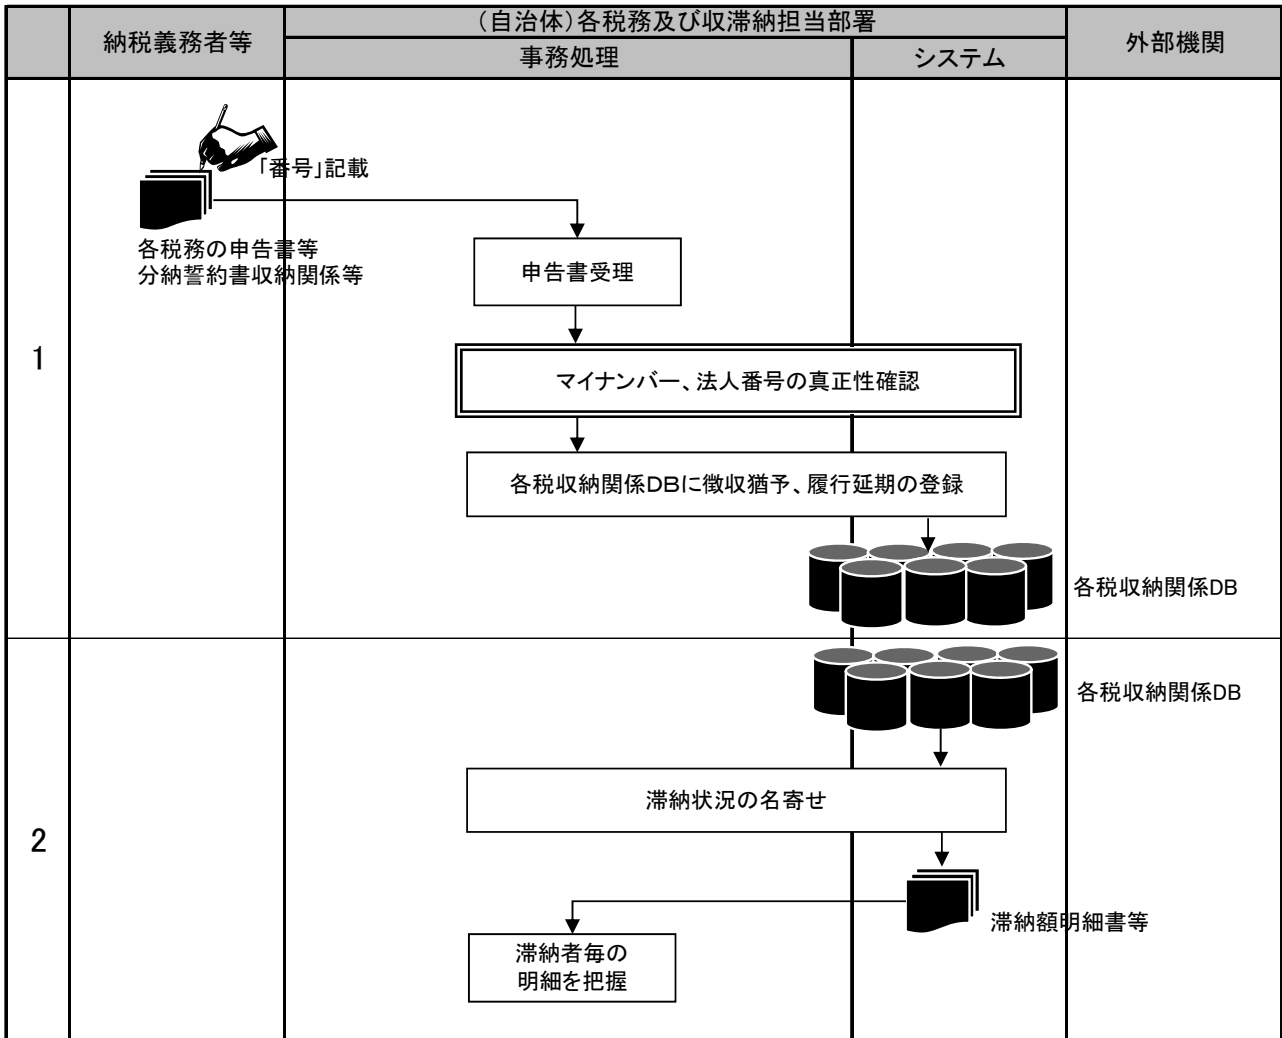 納税義務者等
（自治体）各税務及び収滞納担当部署
事務処理
システム
外部機関
1
「番号」記載
各税務の申告書等
分納誓約書収納関係等
申告書受理
マイナンバー、法人番号の真正性確認
各税収納関係ＤＢに徴収猶予、履行延期の登録
各税収納関係DB
2
各税収納関係DB
滞納状況の名寄せ
滞納額明細書等
滞納者毎の
明細を把握